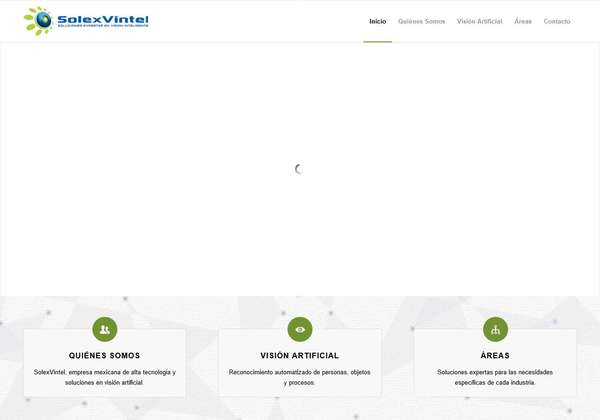 SolexVintel
SOLUCIONES EXPERTAS EN VISIÓN INTELIGENTE
Inicio
Quiénes Somos
Visión Artificial
Áreas
Contacto
QUIÉNES SOMOS
SolexVintel, empresa mexicana de alta tecnología y
soluciones en visión artificial.
VISIÓN ARTIFICIAL
Reconocimiento automatizado de personas, objetos
y procesos.
ÁREAS
Soluciones expertas para las necesidades
específicas de cada industria.